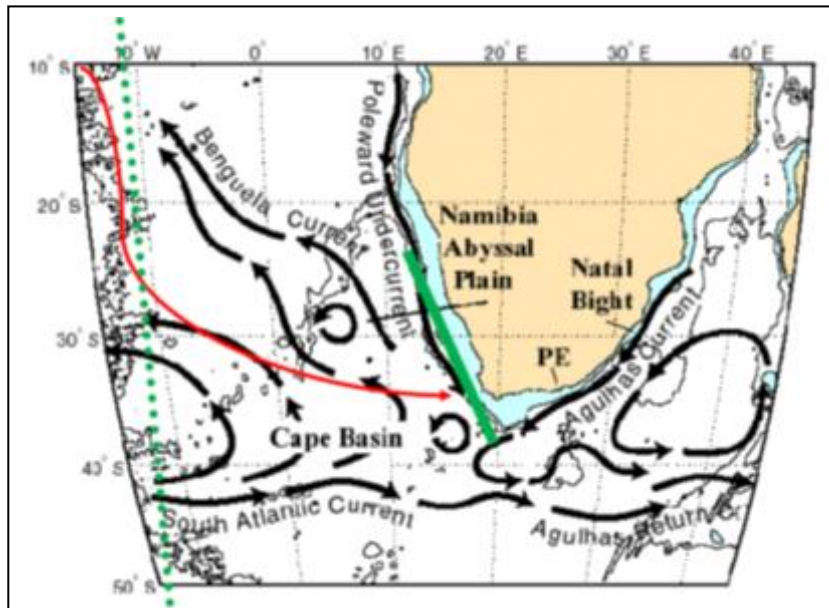 10° W 0° 10° E 20° E 30° E 40° E
10° S
20° S
30° S
40° S
50° S
Poleward Undercurrent
Benguela Current
Namibia
Abyssal
Plain
Natal
Bight
PE
Agulhas Current
Cape Basin
South Atlantic Current
Agulhas Return C.